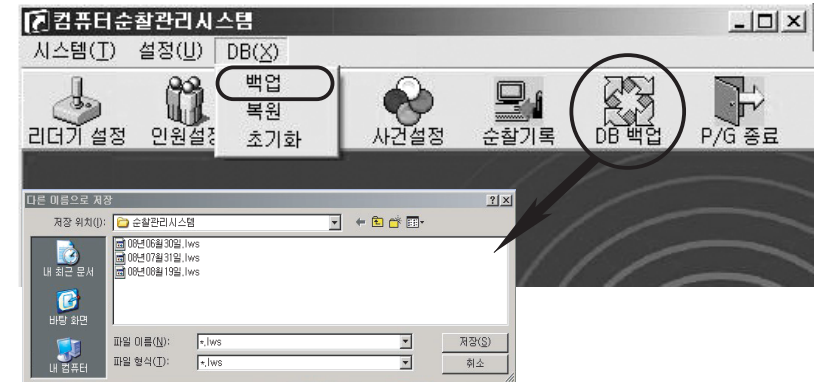 컴퓨터순찰관리시스템
시스템(T) 설정(U) DB(X)
백업
복원
초기화
리더기 설정 인원설정 사건설정 순찰기록 DB 백업 P/G 종료
다른 이름으로 저장
저장 위치(I): 순찰관리시스템
08년06월30일.lws
08년07월31일.lws
08년08월19일.lws
내 최근 문서
바탕 화면
내 컴퓨터
파일 이름(N): *.lws 저장(S)
파일 형식(T): *.lws 취소